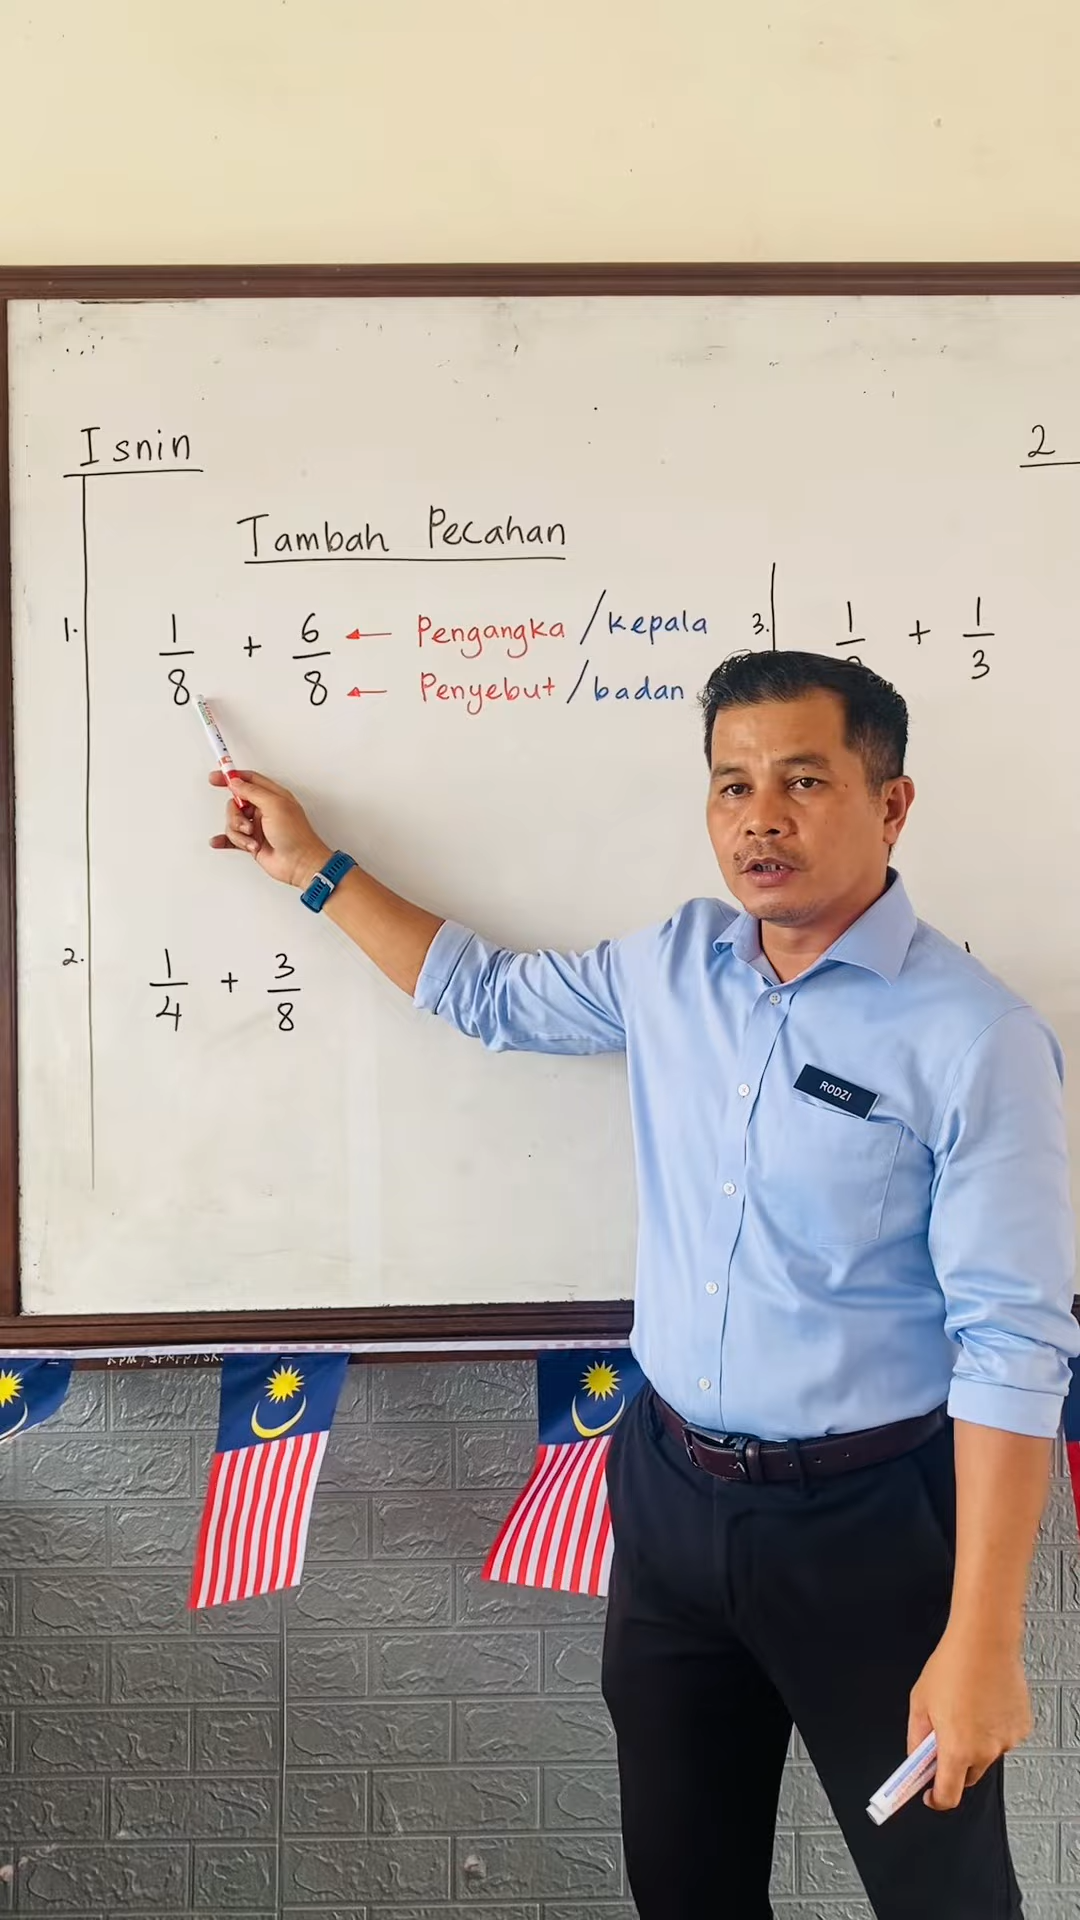 Isnin
2
Tambah Pecahan
1. 1/8 + 6/8 ← Pengangka / kepala
← Penyebut / badan
3. 1 + 1/3
2. 1/4 + 3/8
RODZI